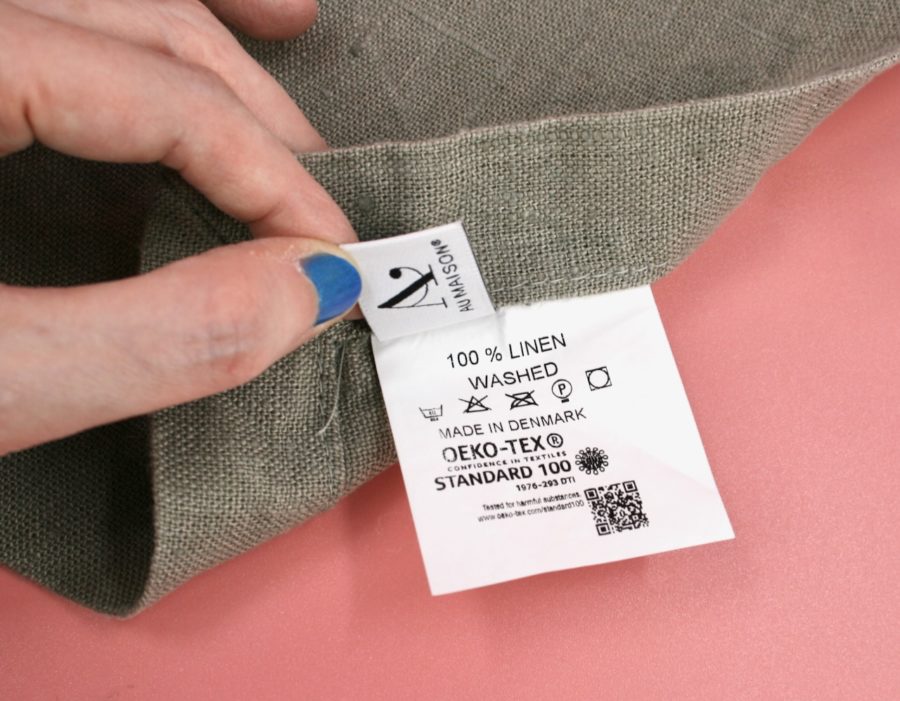 AU MAISON®
100 % LINEN
WASHED
P
MADE IN DENMARK
OEKO-TEX®
CONFIDENCE IN TEXTILES
STANDARD 100
1976-293 DTI
Tested for harmful substances.
www.oeko-tex.com/standard100